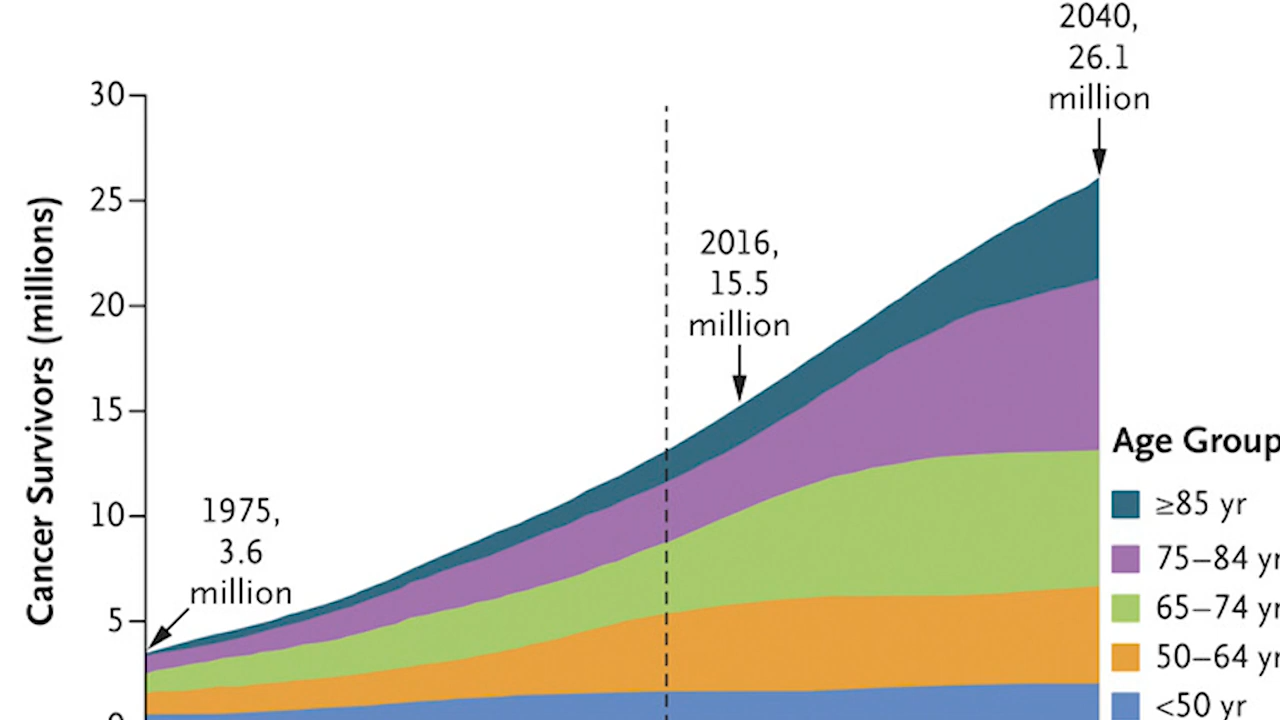 2040,
26.1
million
30
25
20
15
10
5
0
Cancer Survivors (millions)
2016,
15.5
million
1975,
3.6
million
Age Group
≥85 yr
75–84 yr
65–74 yr
50–64 yr
<50 yr